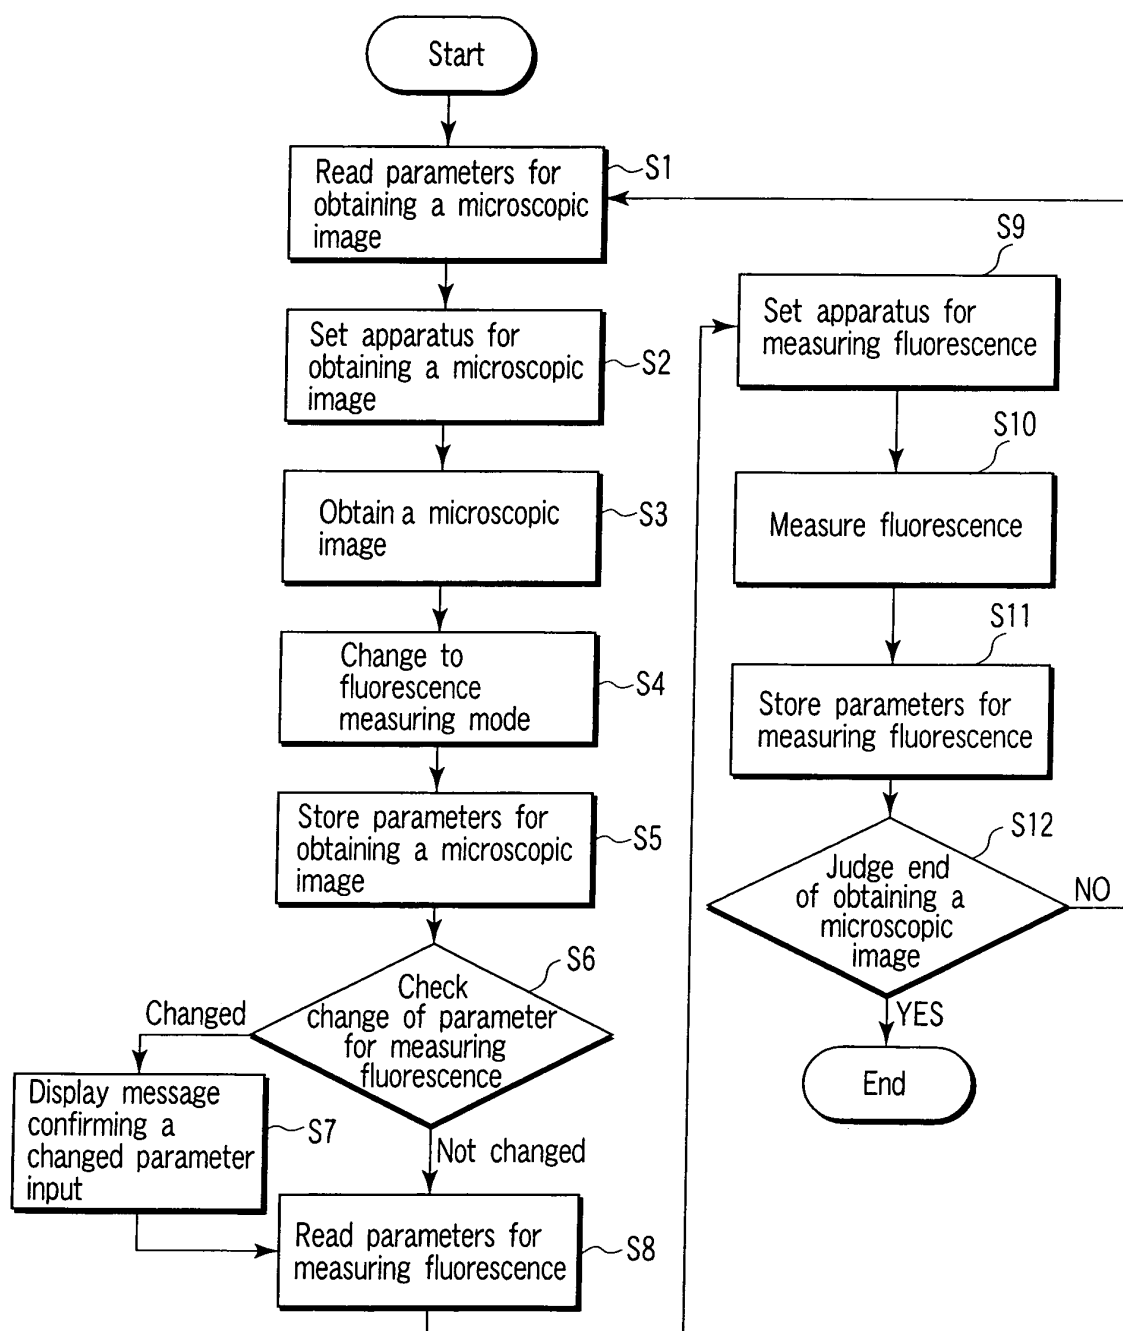 Start
Read parameters for
obtaining a microscopic
image
S1
Set apparatus for
obtaining a microscopic
image
S2
Obtain a microscopic
image
S3
Change to
fluorescence
measuring mode
S4
Store parameters for
obtaining a microscopic
image
S5
Check
change of parameter
for measuring
fluorescence
S6
Changed
Display message
confirming a
changed parameter
input
S7
Not changed
Read parameters for
measuring fluorescence
S8
S9
Set apparatus for
measuring fluorescence
S10
Measure fluorescence
S11
Store parameters for
measuring fluorescence
S12
Judge end
of obtaining a
microscopic
image
NO
YES
End